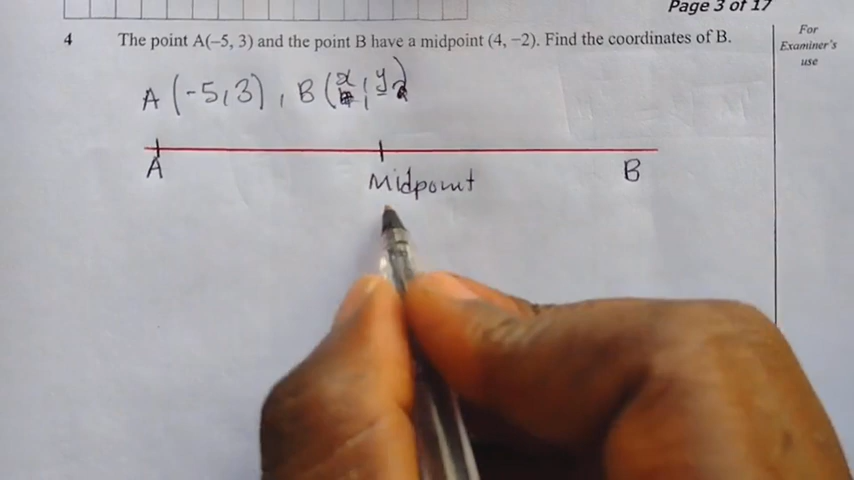 Page 3 of 17
4 The point A(–5, 3) and the point B have a midpoint (4, –2). Find the coordinates of B.
For
Examiner's
use
A (-5,3), B(x, y)
A Midpoint B